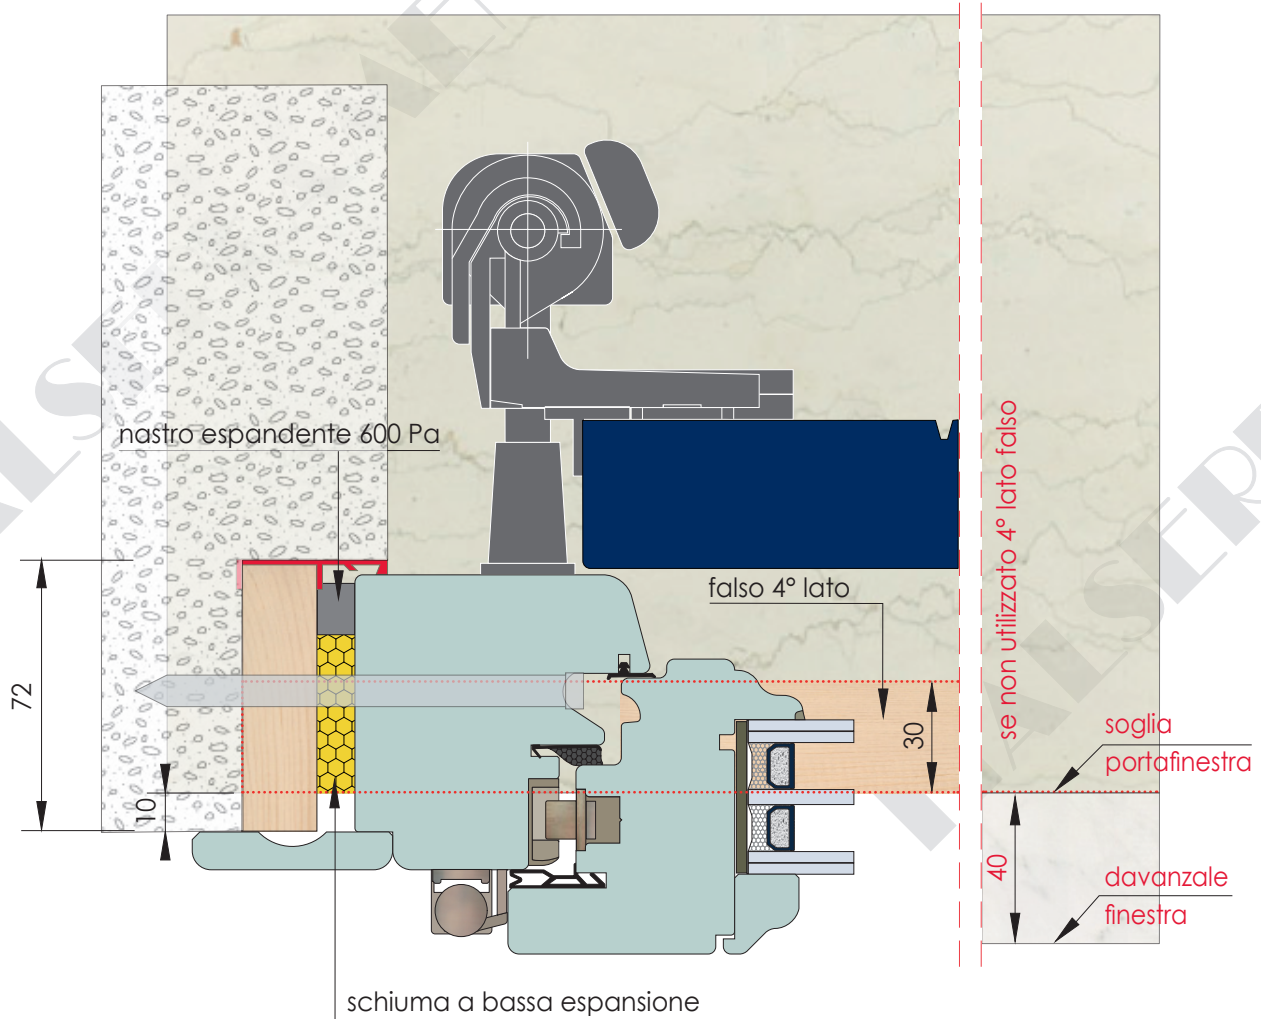 nastro espandente 600 Pa
72
10
falso 4° lato
30
se non utilizzato 4° lato falso
soglia
portafinestra
40
davanzale
finestra
schiuma a bassa espansione